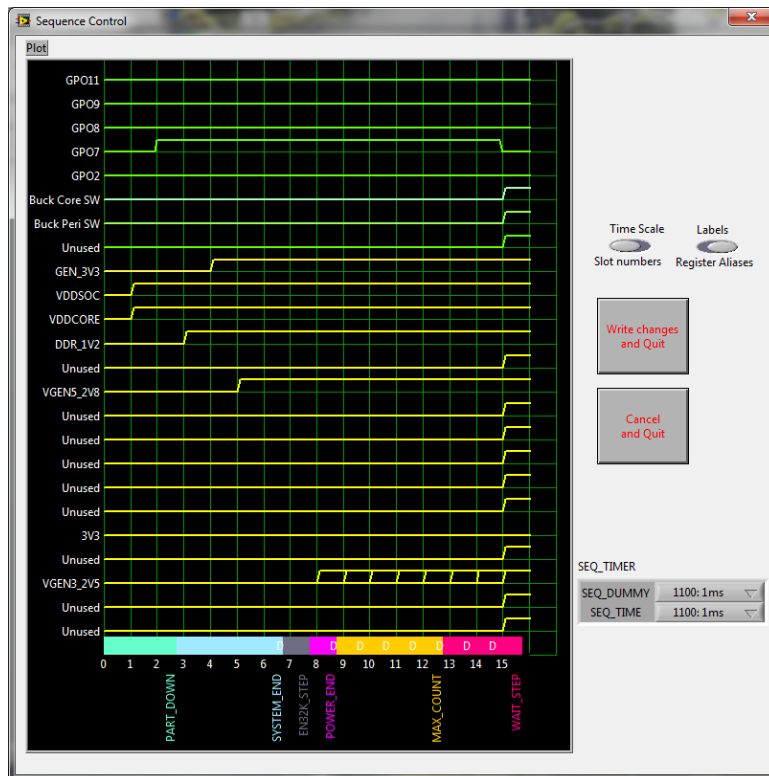 Sequence Control
Plot
GPO11
GPO9
GPO8
GPO7
GPO2
Buck Core SW
Buck Peri SW
Unused
GEN_3V3
VDDSOC
VDDCORE
DDR_1V2
Unused
VGEN5_2V8
Unused
Unused
Unused
Unused
Unused
3V3
Unused
VGEN3_2V5
Unused
Unused
D D D D D D D D
0 1 2 3 4 5 6 7 8 9 10 11 12 13 14 15
PART_DOWN
SYSTEM_END
EN32K_STEP
POWER_END
MAX_COUNT
WAIT_STEP
Time Scale
Slot numbers
Labels
Register Aliases
Write changes
and Quit
Cancel
and Quit
SEQ_TIMER
SEQ_DUMMY 1100: 1ms
SEQ_TIME 1100: 1ms